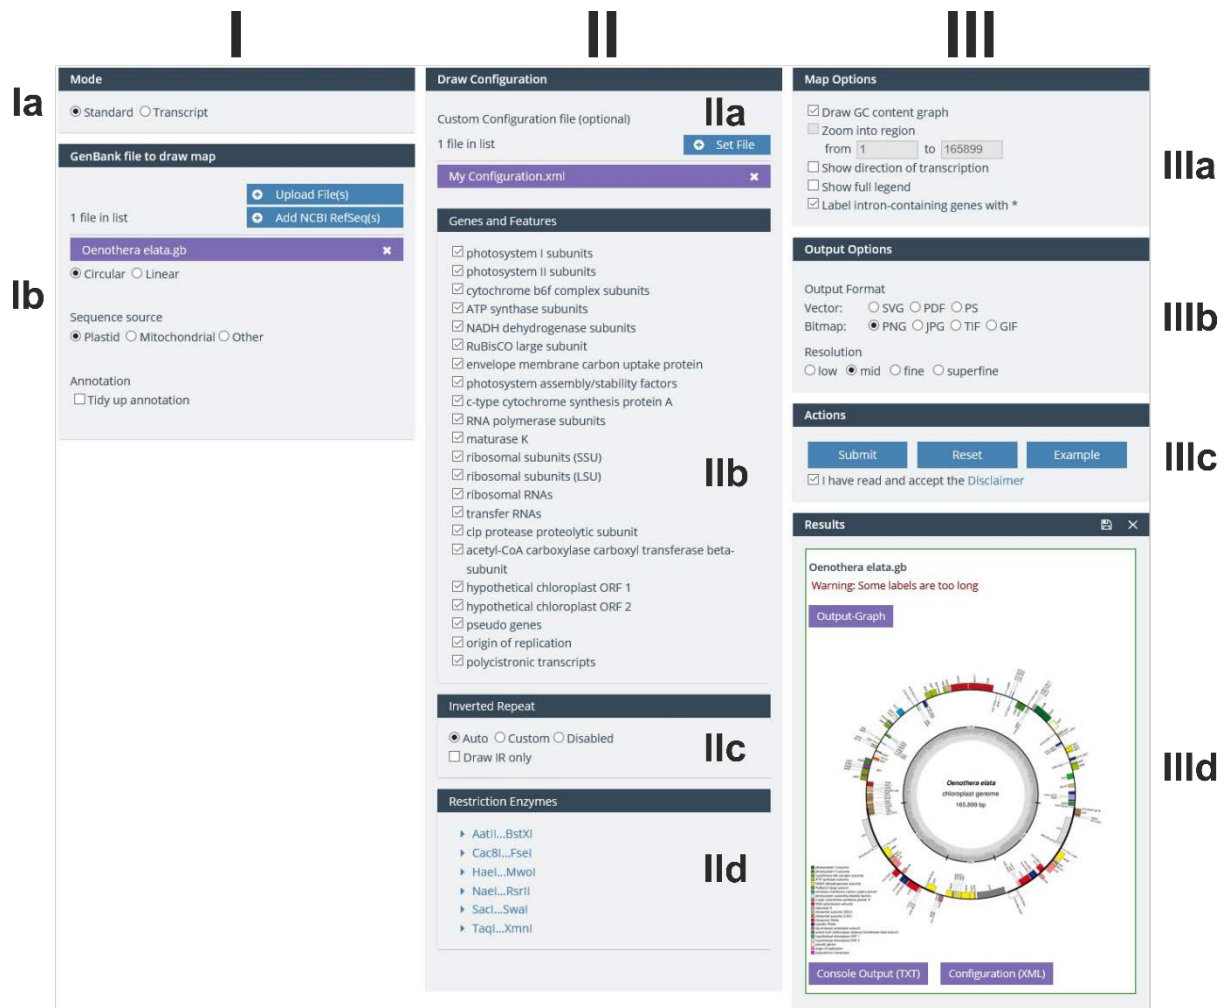 I
II
III
Ia
Mode
Standard Transcript
Ib
GenBank file to draw map
Upload File(s)
1 file in list
Add NCBI RefSeq(s)
Oenothera elata.gb
Circular Linear
Sequence source
Plastid Mitochondrial Other
Annotation
Tidy up annotation
Draw Configuration
IIa
Custom Configuration file (optional)
1 file in list
Set File
My Configuration.xml
Genes and Features
IIb
photosystem I subunits
photosystem II subunits
cytochrome b6f complex subunits
ATP synthase subunits
NADH dehydrogenase subunits
RuBisCO large subunit
envelope membrane carbon uptake protein
photosystem assembly/stability factors
c-type cytochrome synthesis protein A
RNA polymerase subunits
maturase K
ribosomal subunits (SSU)
ribosomal subunits (LSU)
ribosomal RNAs
transfer RNAs
clp protease proteolytic subunit
acetyl-CoA carboxylase carboxyl transferase beta-
subunit
hypothetical chloroplast ORF 1
hypothetical chloroplast ORF 2
pseudo genes
origin of replication
polycistronic transcripts
Inverted Repeat
Auto Custom Disabled
IIc
Draw IR only
Restriction Enzymes
AatII...BstXI
Cac8I...FseI
HaeI...MwoI
IId
NaeI...RsrII
SacI...SwaI
TaqI...XmnI
Map Options
Draw GC content graph
Zoom into region
from 1 to 165899
IIIa
Show direction of transcription
Show full legend
Label intron-containing genes with *
Output Options
Output Format
Vector: SVG PDF PS
IIIb
Bitmap: PNG JPG TIF GIF
Resolution
low mid fine superfine
Actions
Submit Reset Example
IIIc
I have read and accept the Disclaimer
Results
Oenothera elata.gb
Warning: Some labels are too long
Output-Graph
IIId
Oenothera elata
chloroplast genome
165,899 bp
Console Output (TXT) Configuration (XML)